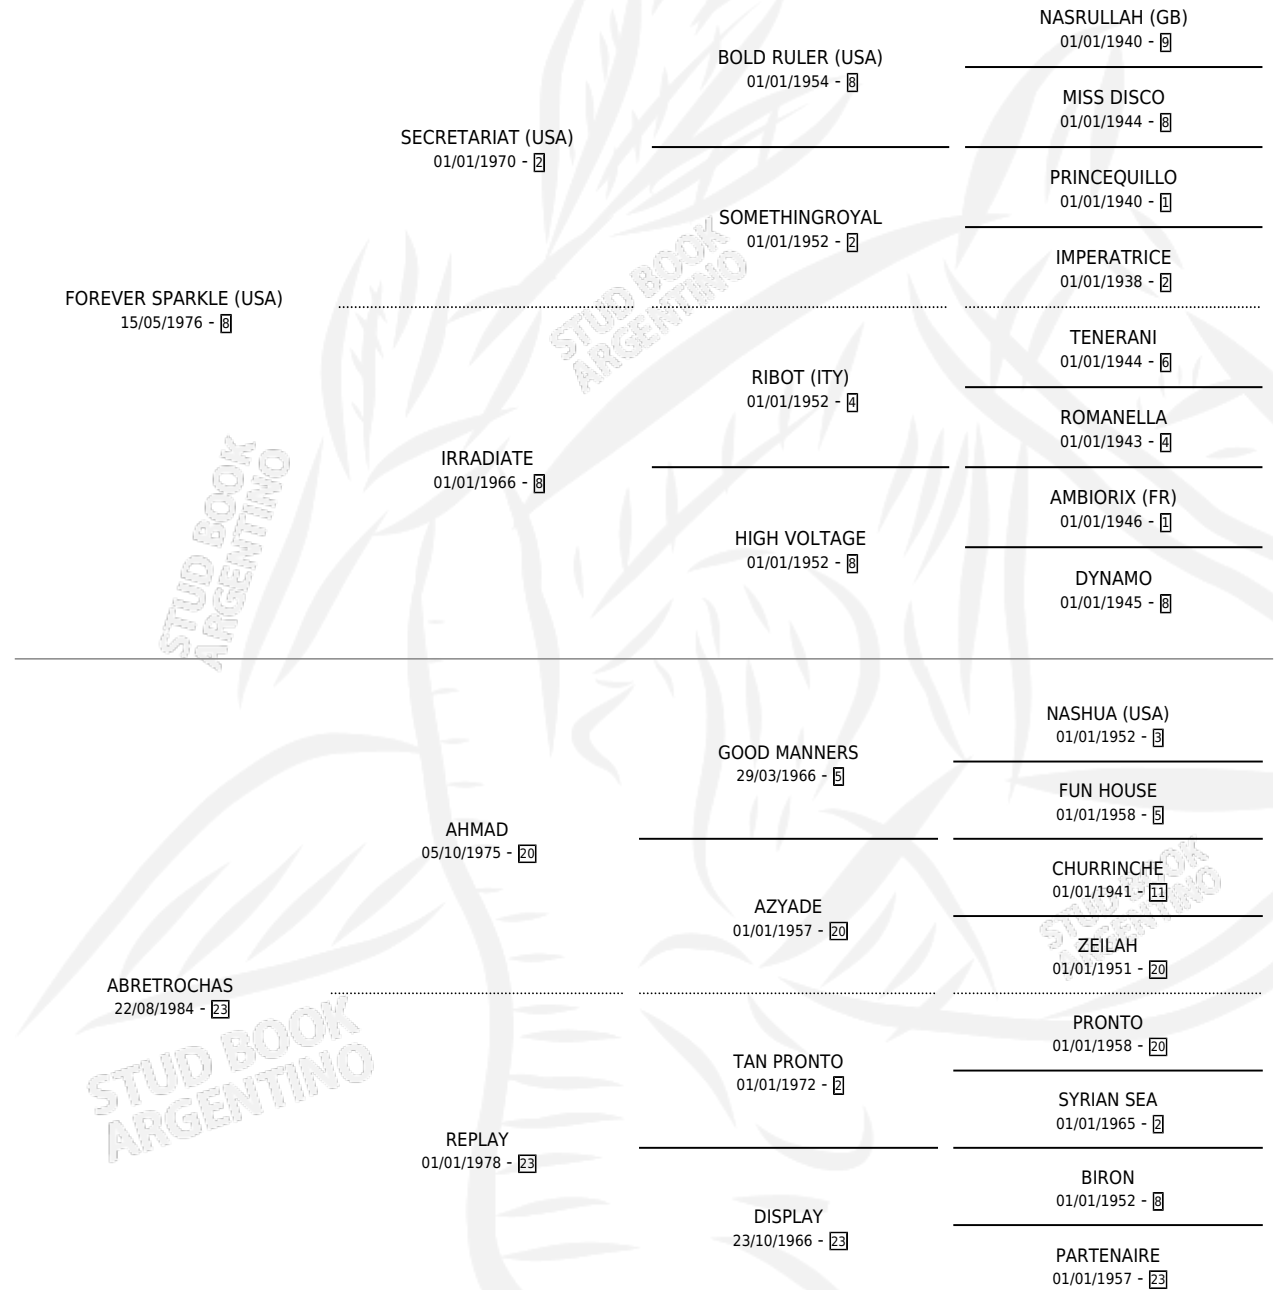 NASRULLAH (GB)
01/01/1940 - 9
BOLD RULER (USA)
01/01/1954 - 8
MISS DISCO
01/01/1944 - 8
SECRETARIAT (USA)
01/01/1970 - 2
PRINCEQUILLO
01/01/1940 - 1
SOMETHINGROYAL
01/01/1952 - 2
IMPERATRICE
01/01/1938 - 2
FOREVER SPARKLE (USA)
15/05/1976 - 8
TENERANI
01/01/1944 - 6
RIBOT (ITY)
01/01/1952 - 4
ROMANELLA
01/01/1943 - 4
IRRADIATE
01/01/1966 - 8
AMBIORIX (FR)
01/01/1946 - 1
HIGH VOLTAGE
01/01/1952 - 8
DYNAMO
01/01/1945 - 8
STUD BOOK
ARGENTINO
STUD BOOK
ARGENTINO
NASHUA (USA)
01/01/1952 - 3
GOOD MANNERS
29/03/1966 - 5
FUN HOUSE
01/01/1958 - 5
AHMAD
05/10/1975 - 20
CHURRINCHE
01/01/1941 - 11
AZYADE
01/01/1957 - 20
ZEILAH
01/01/1951 - 20
ABRETROCHAS
22/08/1984 - 23
PRONTO
01/01/1958 - 20
TAN PRONTO
01/01/1972 - 2
SYRIAN SEA
01/01/1965 - 2
REPLAY
01/01/1978 - 23
BIRON
01/01/1952 - 8
DISPLAY
23/10/1966 - 23
PARTENAIRE
01/01/1957 - 23
STUD BOOK
ARGENTINO
STUD BOOK
ARGENTINO